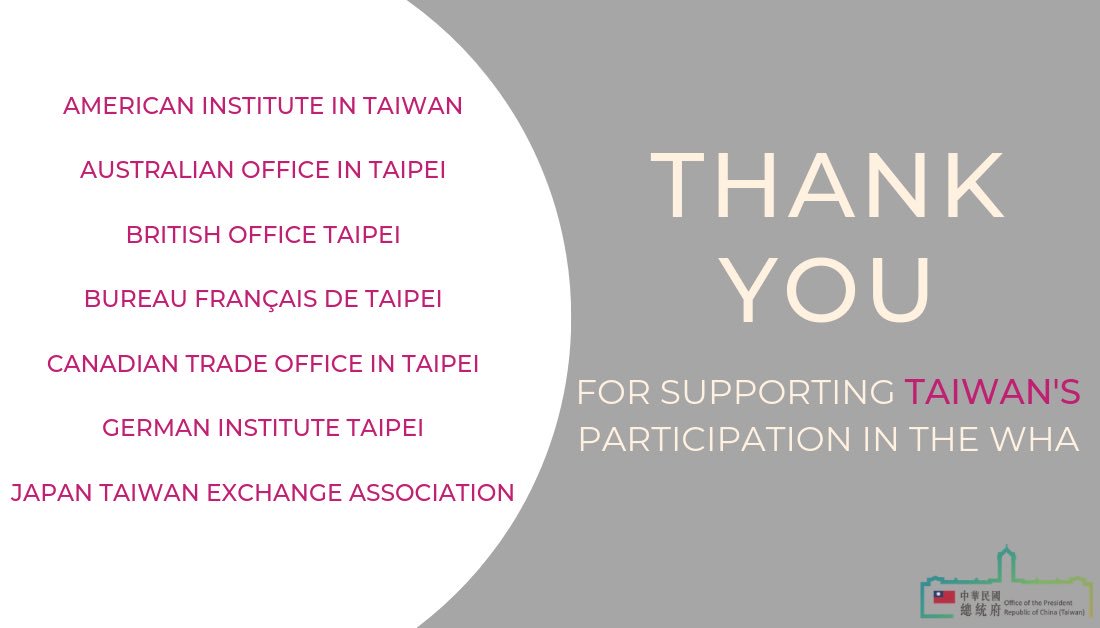 AMERICAN INSTITUTE IN TAIWAN
AUSTRALIAN OFFICE IN TAIPEI
BRITISH OFFICE TAIPEI
BUREAU FRANÇAIS DE TAIPEI
CANADIAN TRADE OFFICE IN TAIPEI
GERMAN INSTITUTE TAIPEI
JAPAN TAIWAN EXCHANGE ASSOCIATION
THANK
YOU
FOR SUPPORTING TAIWAN'S
PARTICIPATION IN THE WHA
中華民國
總統府
Office of the President
Republic of China (Taiwan)